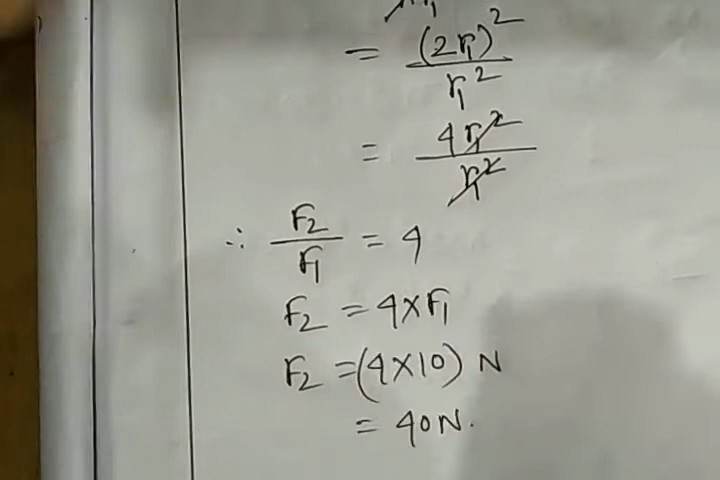 = (2r₁)² / r₁²
= 4r₁² / r₁²
∴ F₂ / F₁ = 4
F₂ = 4×F₁
F₂ = (4×10) N
= 40N.